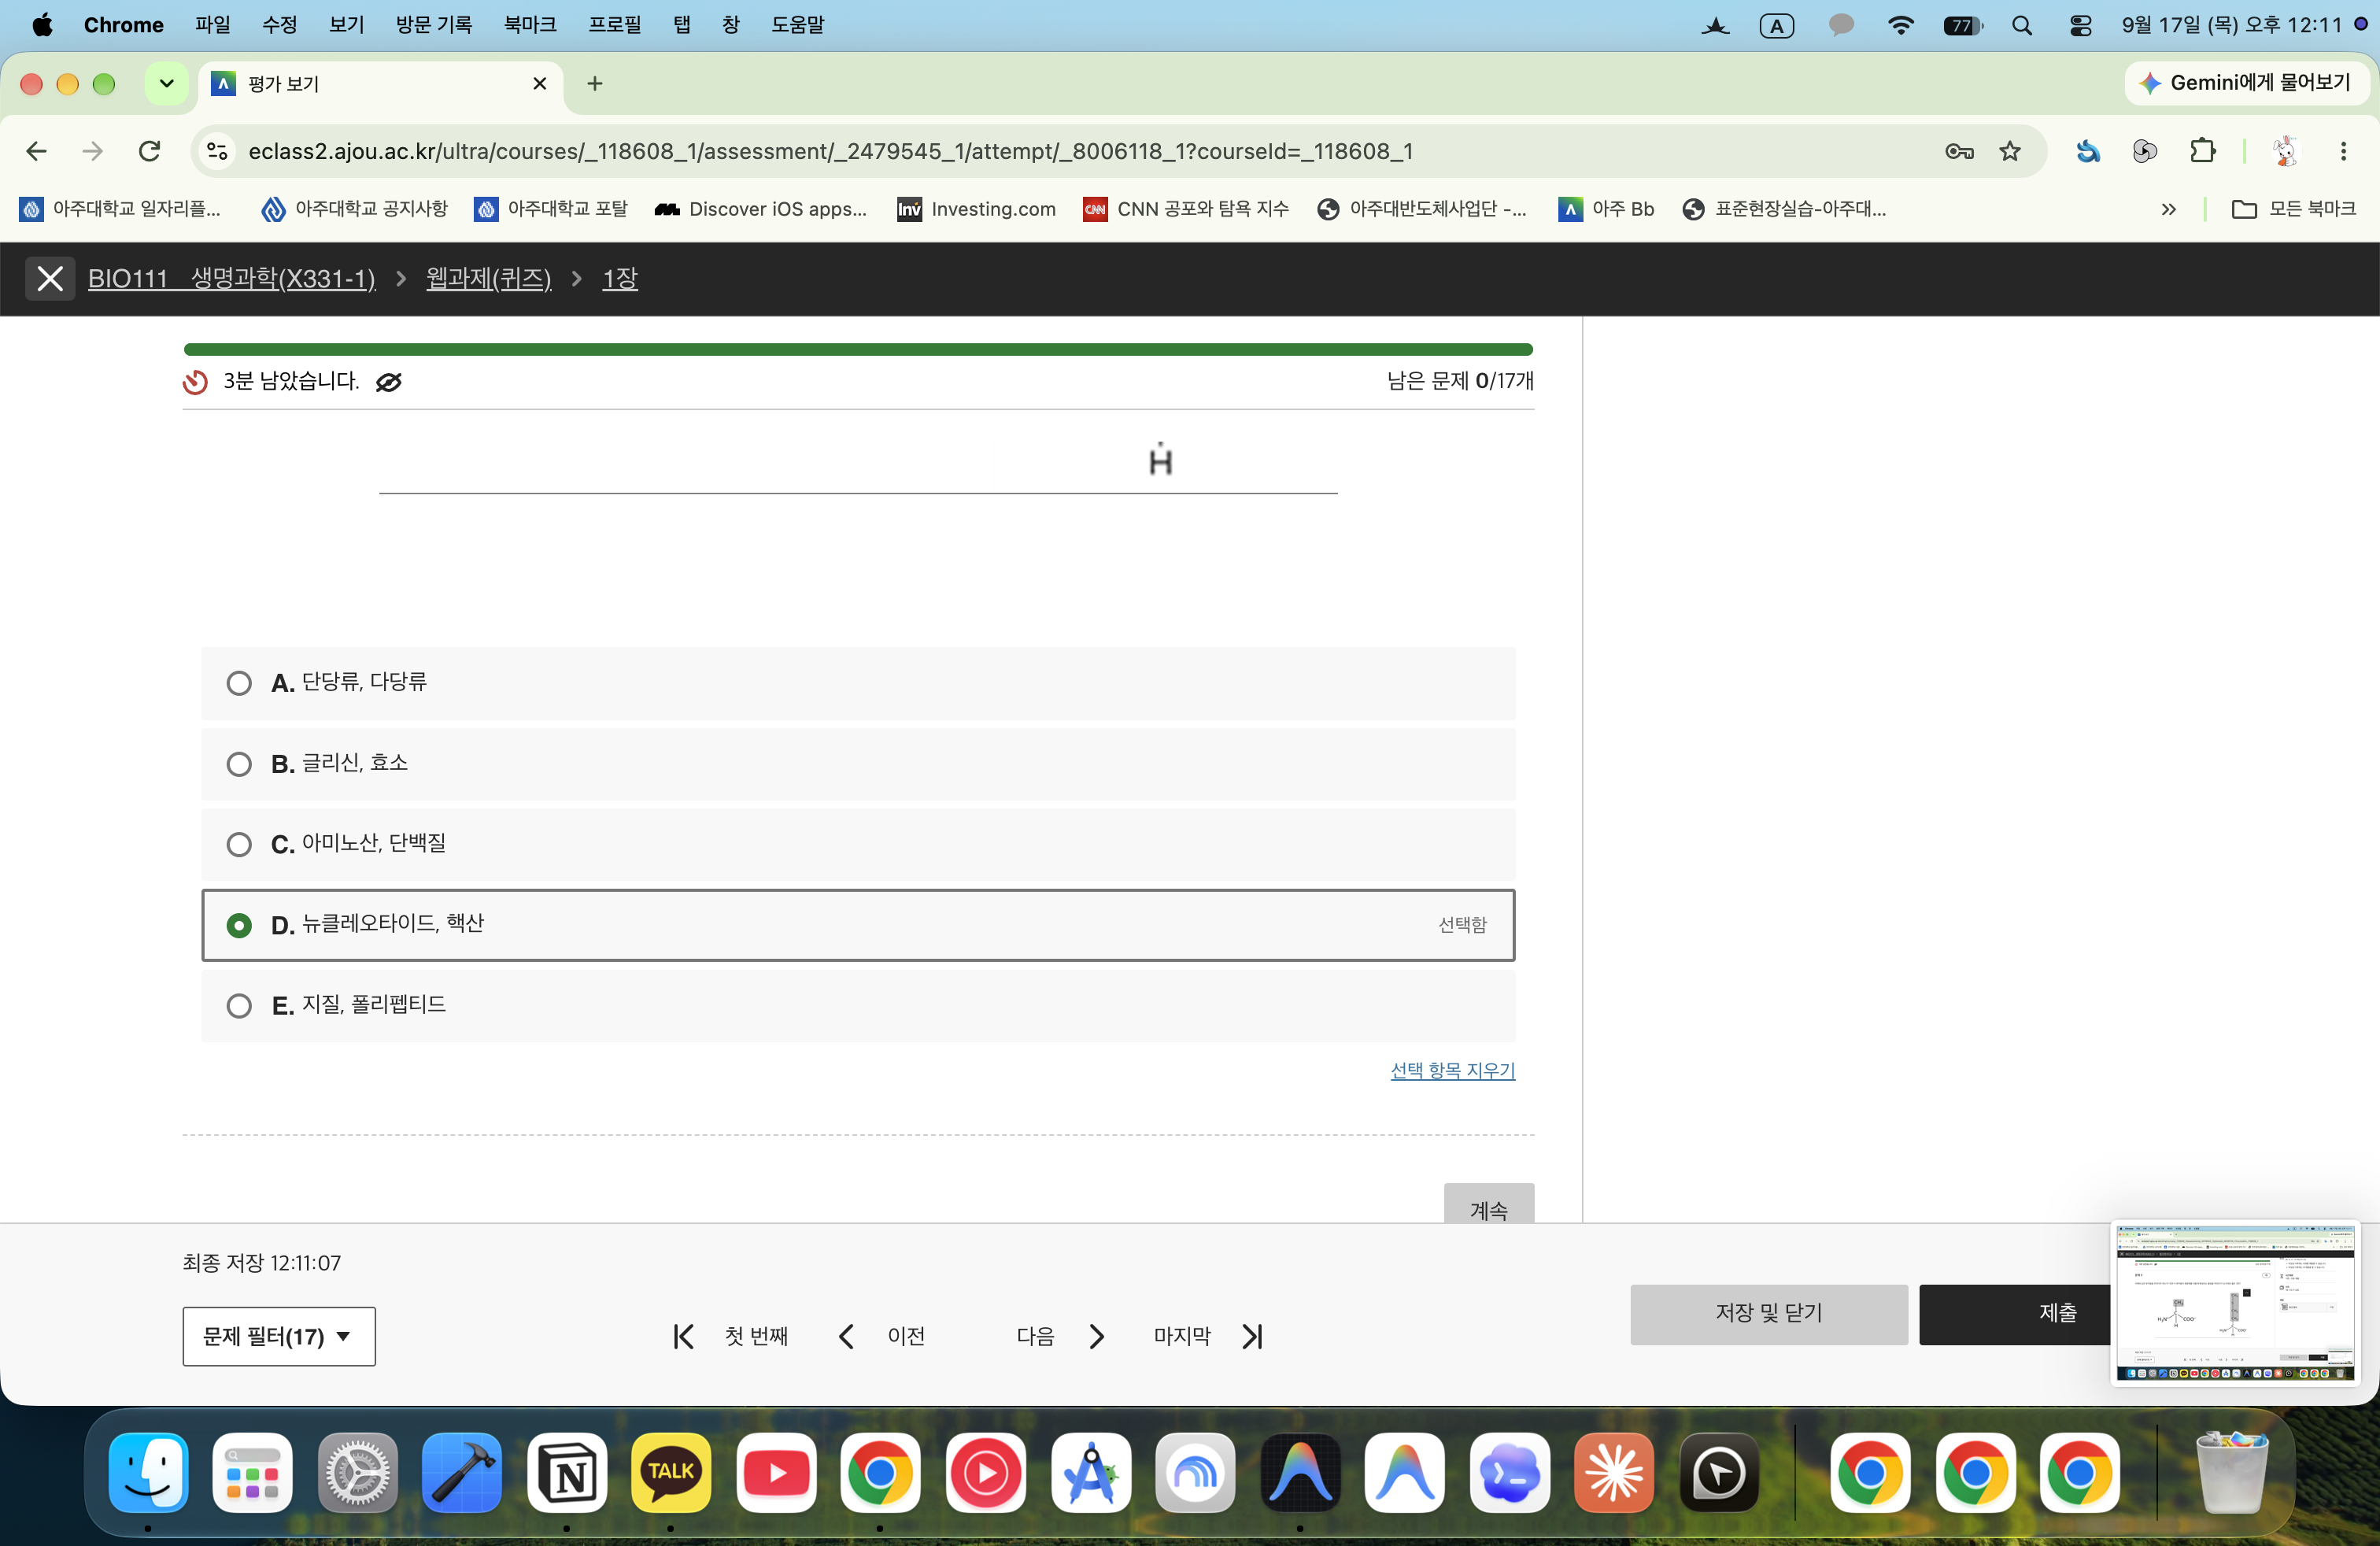 Chrome 파일 수정 보기 방문 기록 북마크 프로필 탭 창 도움말 A 77 9월 17일 (목) 오후 12:11
평가 보기 Gemini에게 물어보기
eclass2.ajou.ac.kr/ultra/courses/_118608_1/assessment/_2479545_1/attempt/_8006118_1?courseId=_118608_1
아주대학교 일자리플... 아주대학교 공지사항 아주대학교 포탈 Discover iOS apps... Inv Investing.com CNN CNN 공포와 탐욕 지수 아주대반도체사업단 -... 아주 Bb 표준현장실습-아주대... 모든 북마크
BIO111 생명과학(X331-1) 웹과제(퀴즈) 1장
3분 남았습니다. 남은 문제 0/17개
H
A. 단당류, 다당류
B. 글리신, 효소
C. 아미노산, 단백질
D. 뉴클레오타이드, 핵산 선택함
E. 지질, 폴리펩티드
선택 항목 지우기
계속
최종 저장 12:11:07
문제 필터(17) 첫 번째 이전 다음 마지막 저장 및 닫기 제출
TALK